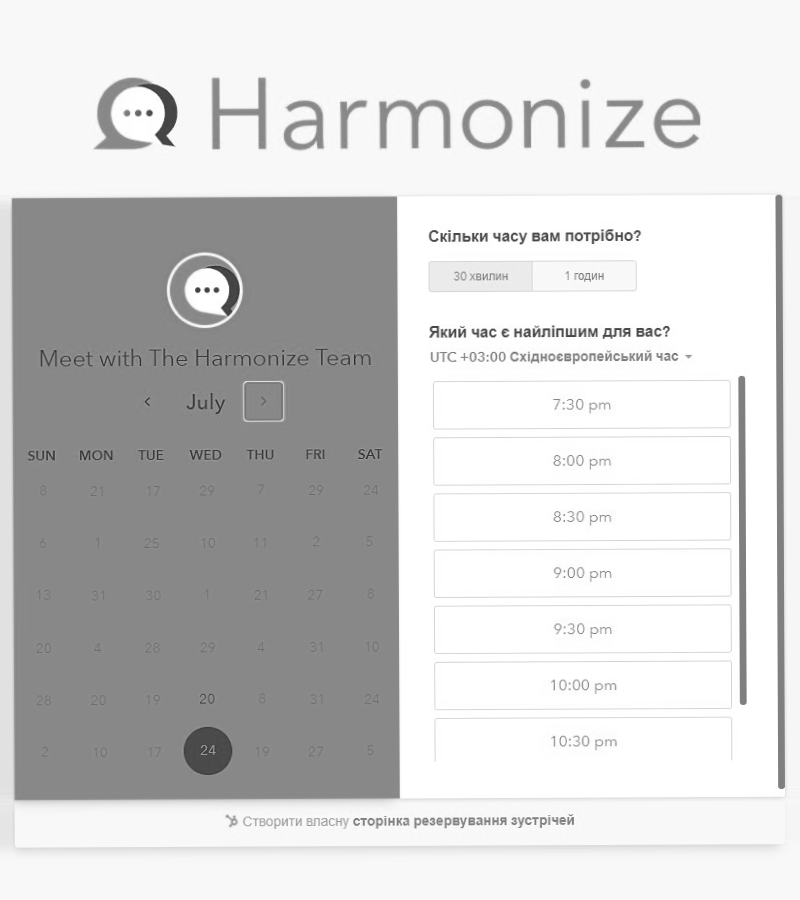 Harmonize
Meet with The Harmonize Team
July
SUN MON TUE WED THU FRI SAT
8 21 17 29 7 29 24
6 1 25 10 11 2 5
13 31 30 1 21 27 8
20 4 28 29 4 31 10
28 20 19 20 8 31 24
2 10 17 24 19 27 5
Скільки часу вам потрібно?
30 хвилин 1 годин
Який час є найліпшим для вас?
UTC +03:00 Східноєвропейський час
7:30 pm
8:00 pm
8:30 pm
9:00 pm
9:30 pm
10:00 pm
10:30 pm
Створити власну сторінка резервування зустрічей